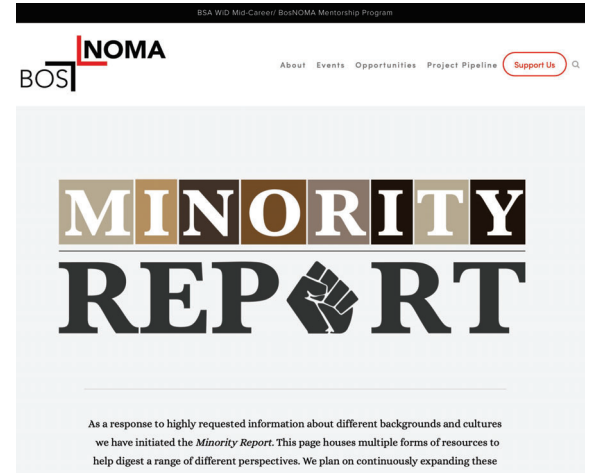 BSA WiD Mid-Career/ BosNOMA Mentorship Program
NOMA
BOS
About Events Opportunities Project Pipeline Support Us
MINORITY
REPORT
As a response to highly requested information about different backgrounds and cultures
we have initiated the Minority Report. This page houses multiple forms of resources to
help digest a range of different perspectives. We plan on continuously expanding these